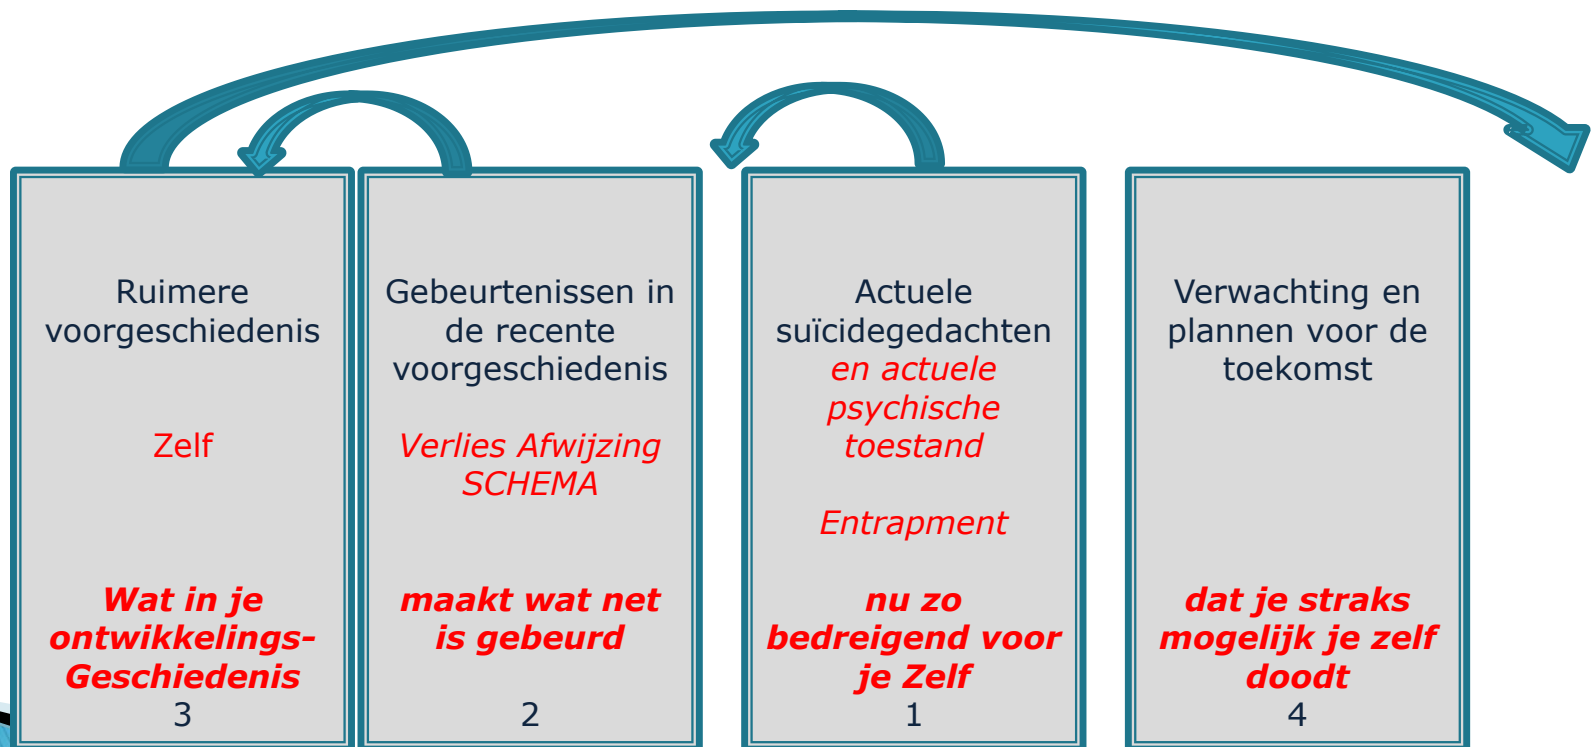 Ruimere
voorgeschiedenis
Zelf
Wat in je
ontwikkelings-
Geschiedenis
3
Gebeurtenissen in
de recente
voorgeschiedenis
Verlies Afwijzing
SCHEMA
maakt wat net
is gebeurd
2
Actuele
suïcidegedachten
en actuele
psychische
toestand
Entrapment
nu zo
bedreigend voor
je Zelf
1
Verwachting en
plannen voor de
toekomst
dat je straks
mogelijk je zelf
doodt
4